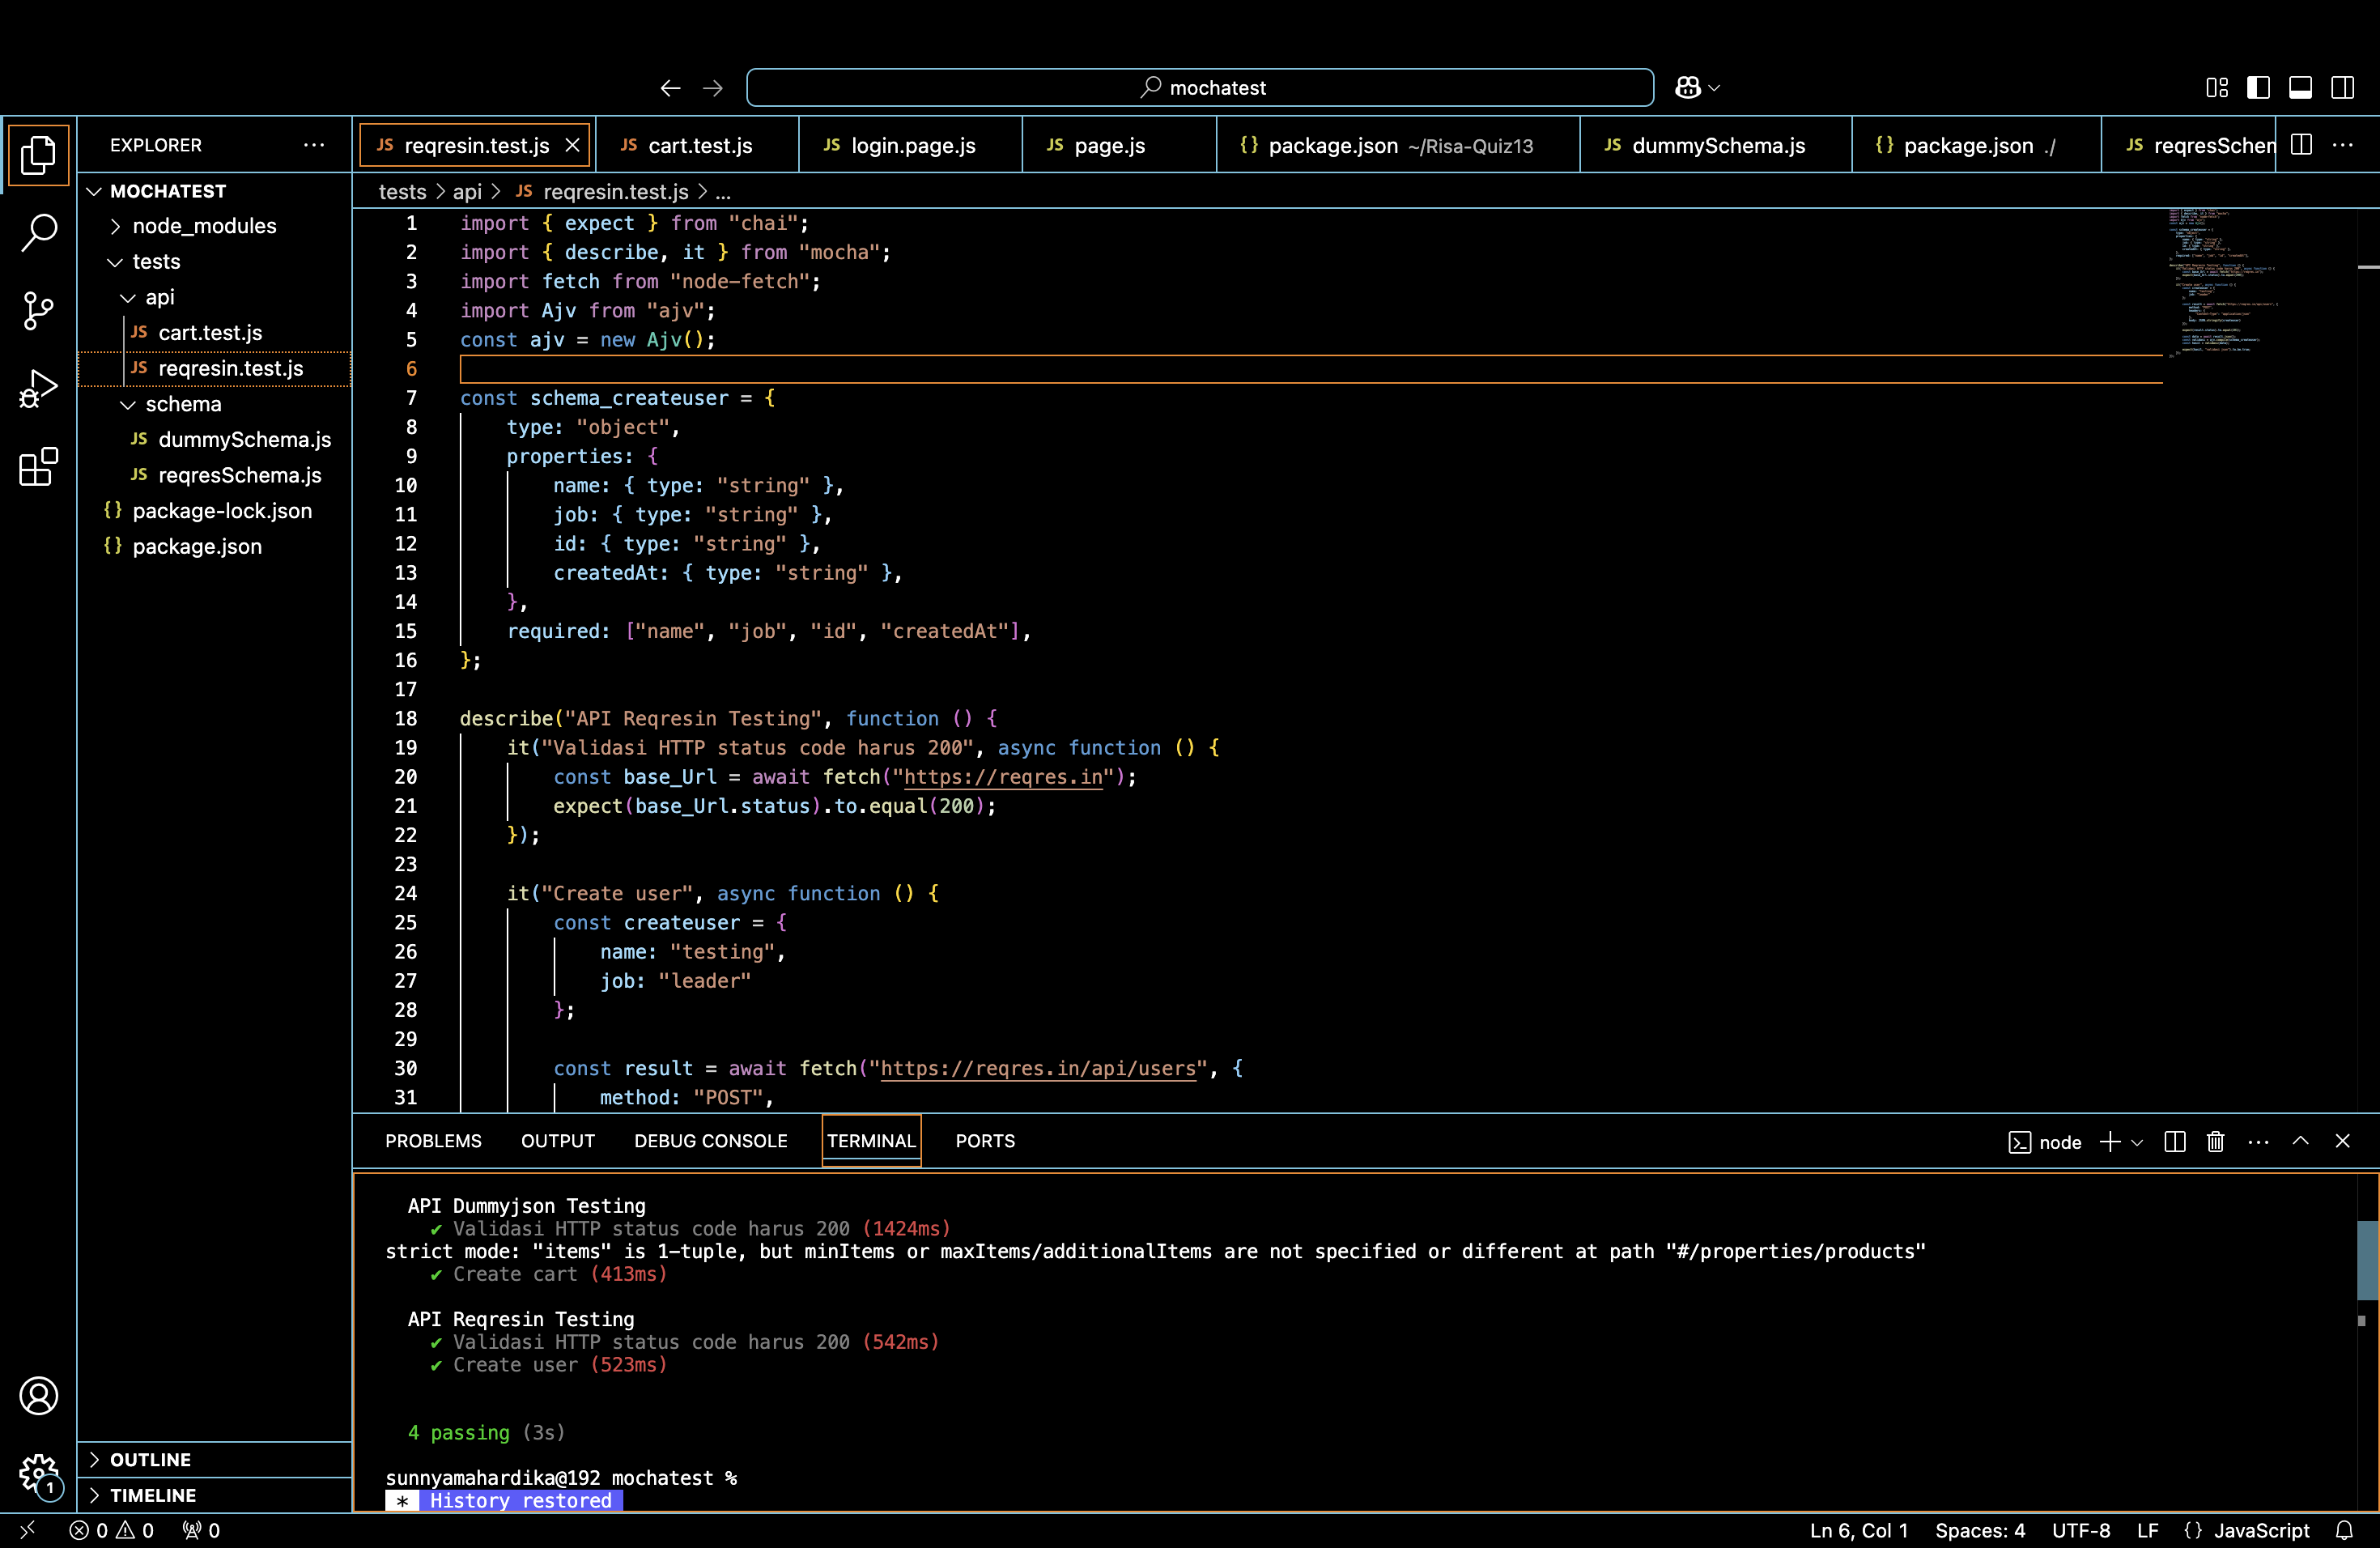 mochatest
EXPLORER
JS reqresin.test.js
JS cart.test.js
JS login.page.js
JS page.js
{} package.json ~/Risa-Quiz13
JS dummySchema.js
{} package.json ./
JS reqresSchem
MOCHATEST
node_modules
tests
api
JS cart.test.js
JS reqresin.test.js
schema
JS dummySchema.js
JS reqresSchema.js
{} package-lock.json
{} package.json
OUTLINE
TIMELINE
1
tests > api > JS reqresin.test.js > ...
1 import { expect } from "chai";
2 import { describe, it } from "mocha";
3 import fetch from "node-fetch";
4 import Ajv from "ajv";
5 const ajv = new Ajv();
6
7 const schema_createuser = {
8 type: "object",
9 properties: {
10 name: { type: "string" },
11 job: { type: "string" },
12 id: { type: "string" },
13 createdAt: { type: "string" },
14 },
15 required: ["name", "job", "id", "createdAt"],
16 };
17
18 describe("API Reqresin Testing", function () {
19 it("Validasi HTTP status code harus 200", async function () {
20 const base_Url = await fetch("https://reqres.in");
21 expect(base_Url.status).to.equal(200);
22 });
23
24 it("Create user", async function () {
25 const createuser = {
26 name: "testing",
27 job: "leader"
28 };
29
30 const result = await fetch("https://reqres.in/api/users", {
31 method: "POST",
PROBLEMS OUTPUT DEBUG CONSOLE TERMINAL PORTS
node
API Dummyjson Testing
✔ Validasi HTTP status code harus 200 (1424ms)
strict mode: "items" is 1-tuple, but minItems or maxItems/additionalItems are not specified or different at path "#/properties/products"
✔ Create cart (413ms)
API Reqresin Testing
✔ Validasi HTTP status code harus 200 (542ms)
✔ Create user (523ms)
4 passing (3s)
sunnyamahardika@192 mochatest %
* History restored
0 0 0
Ln 6, Col 1 Spaces: 4 UTF-8 LF {} JavaScript